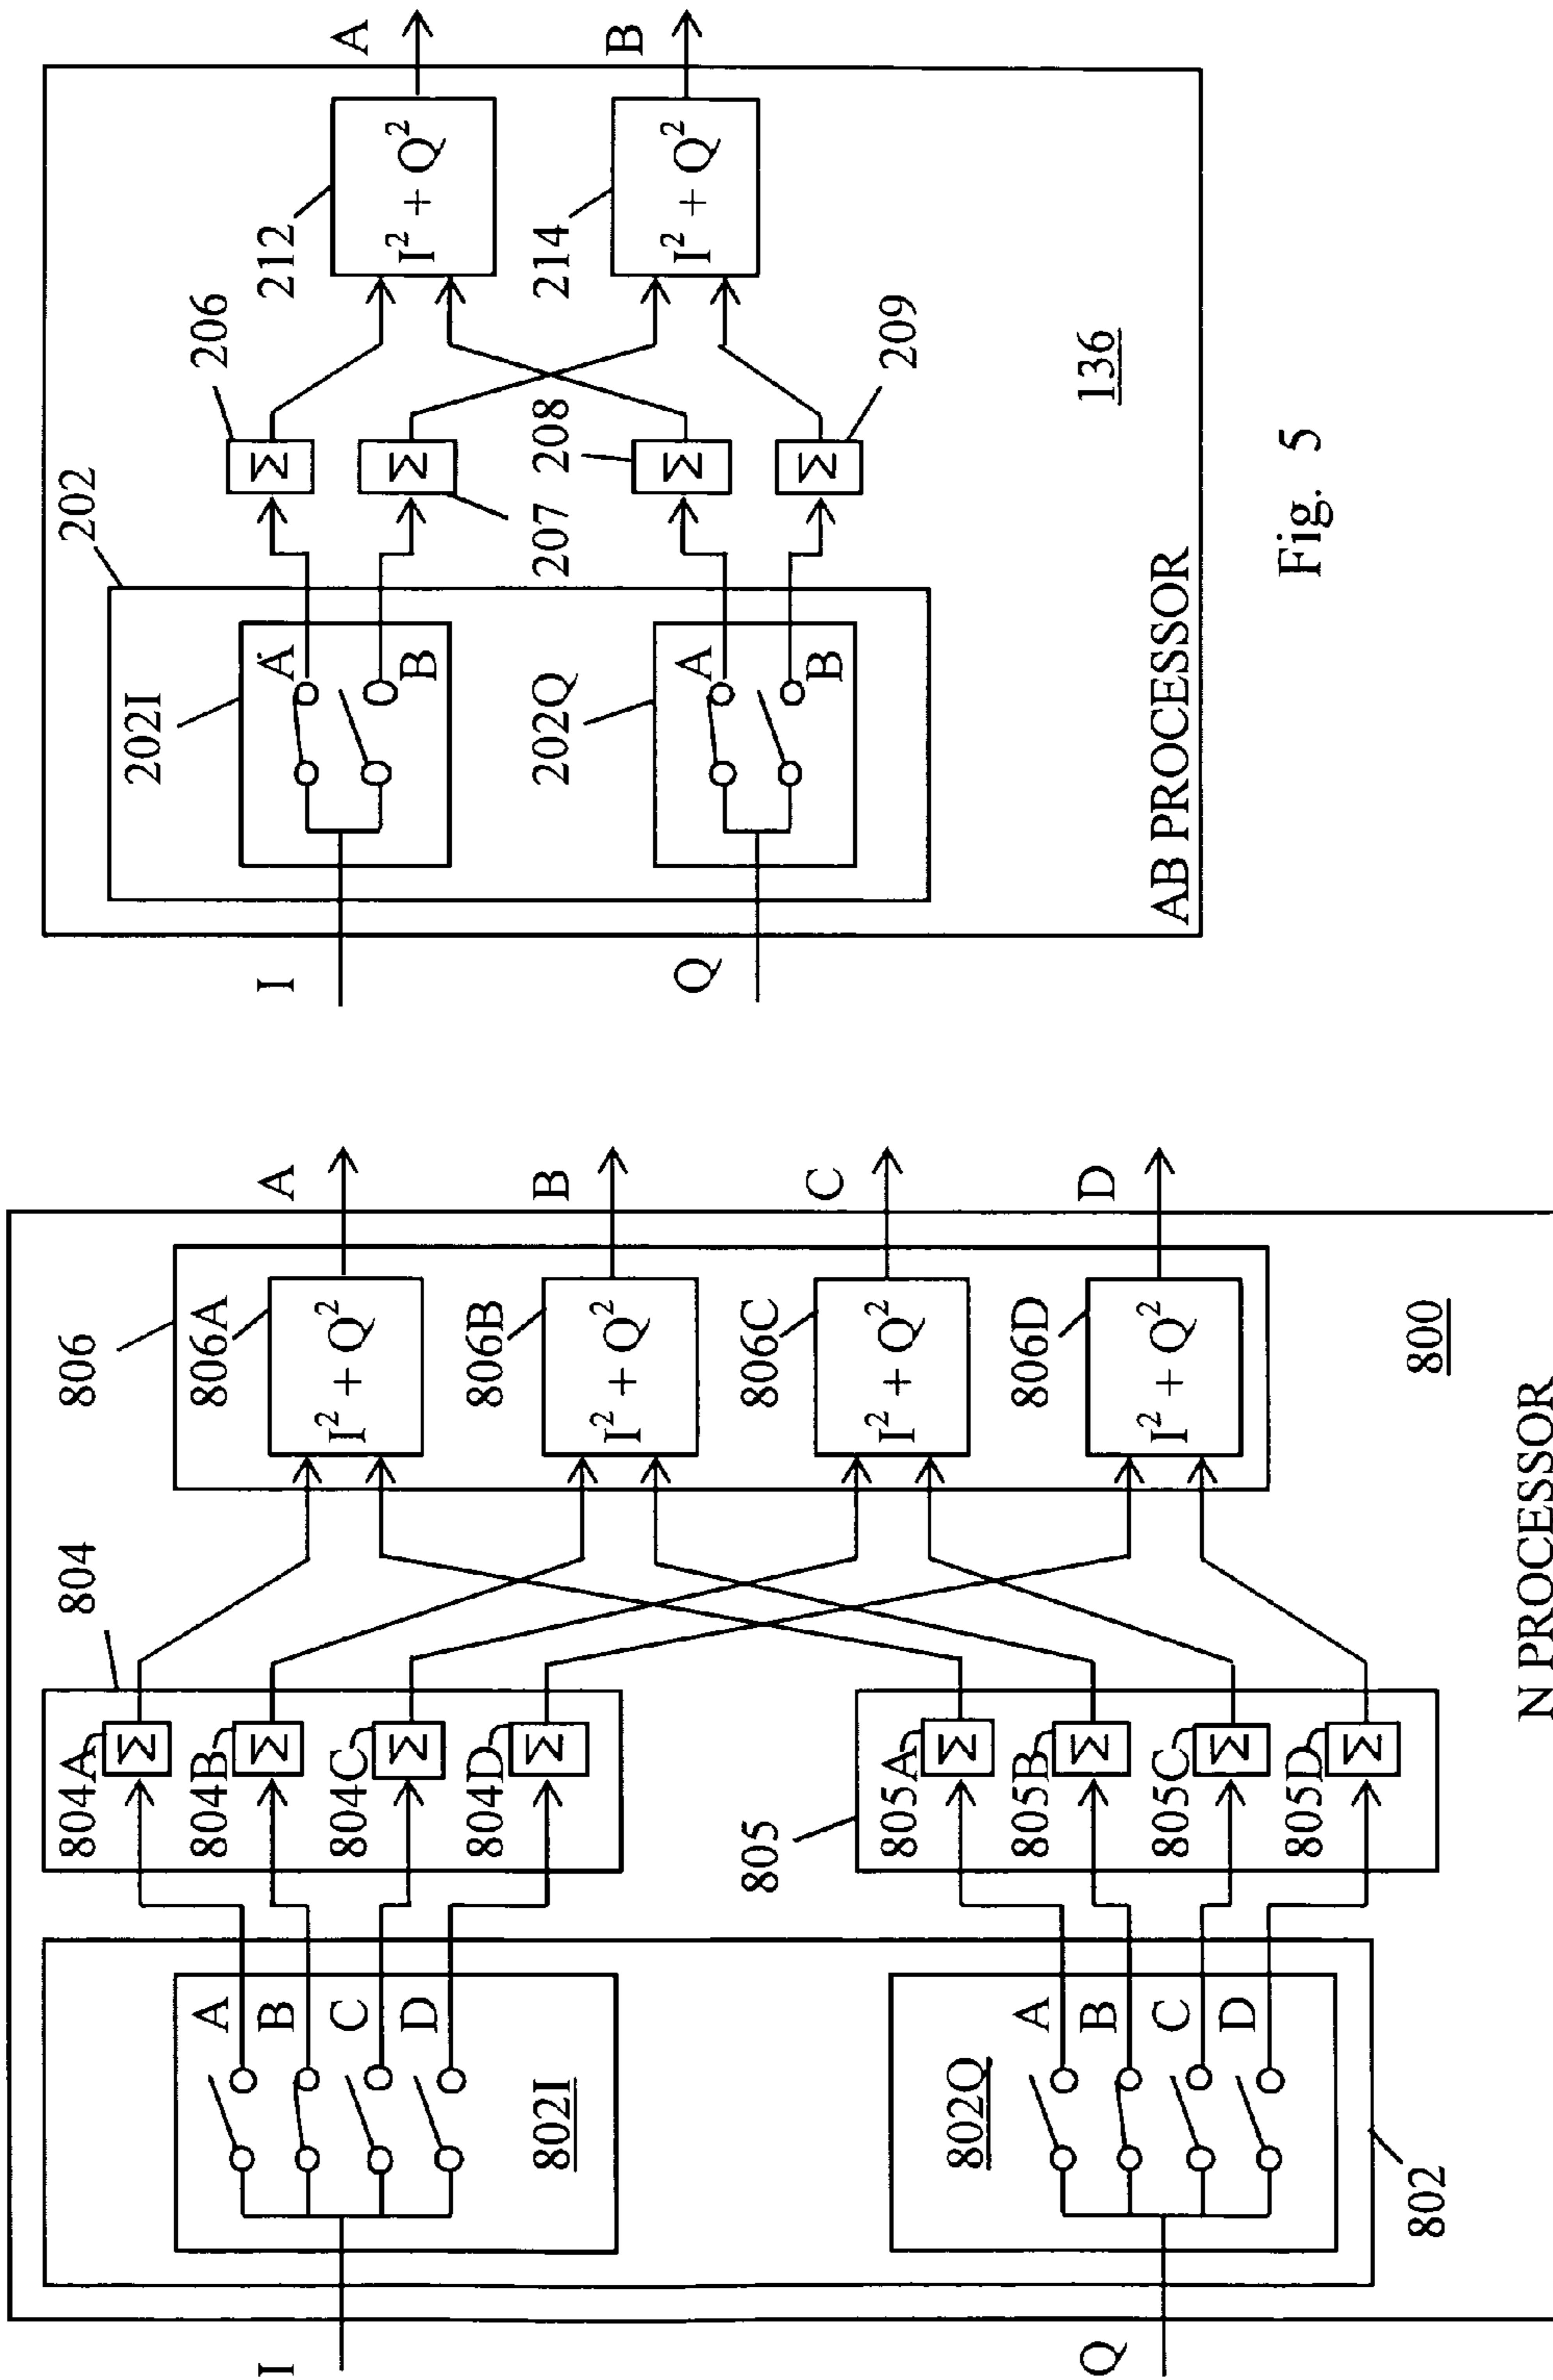 I
Q
202
202I
A
B
202Q
A
B
206
Σ
207
Σ
208
Σ
209
Σ
212
I² + Q²
214
I² + Q²
A
B
136
AB PROCESSOR
Fig. 5
I
Q
802I
A
B
C
D
802Q
A
B
C
D
802
804
804A
Σ
804B
Σ
804C
Σ
804D
Σ
805
805A
Σ
805B
Σ
805C
Σ
805D
Σ
806
806A
I² + Q²
806B
I² + Q²
806C
I² + Q²
806D
I² + Q²
A
B
C
D
800
N PROCESSOR